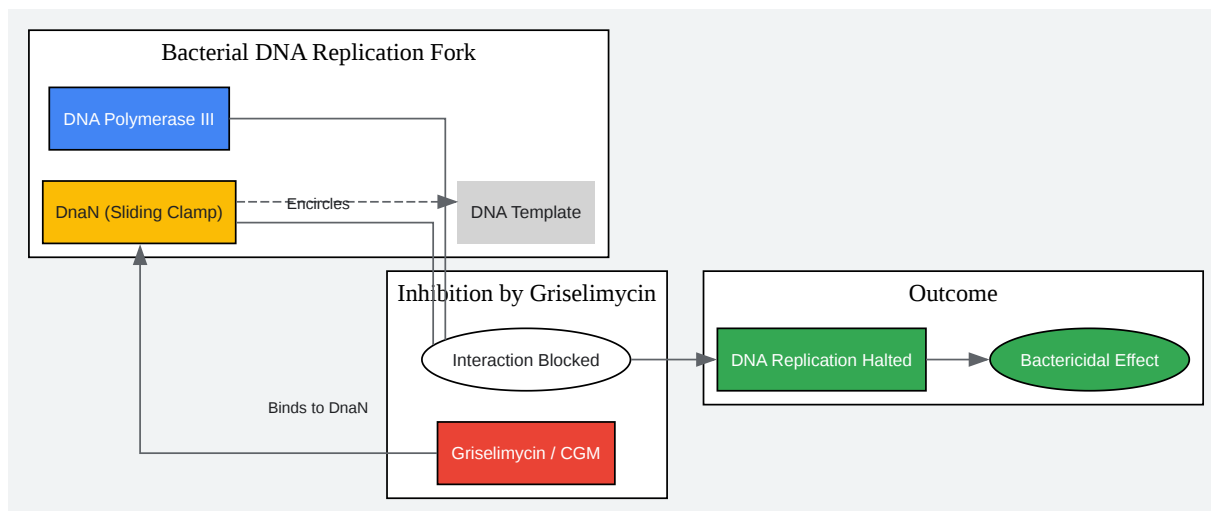 Bacterial DNA Replication Fork
DNA Polymerase III
DnaN (Sliding Clamp)
Encircles
DNA Template
Inhibition by Griselimycin
Interaction Blocked
Binds to DnaN
Griselimycin / CGM
Outcome
DNA Replication Halted
Bactericidal Effect